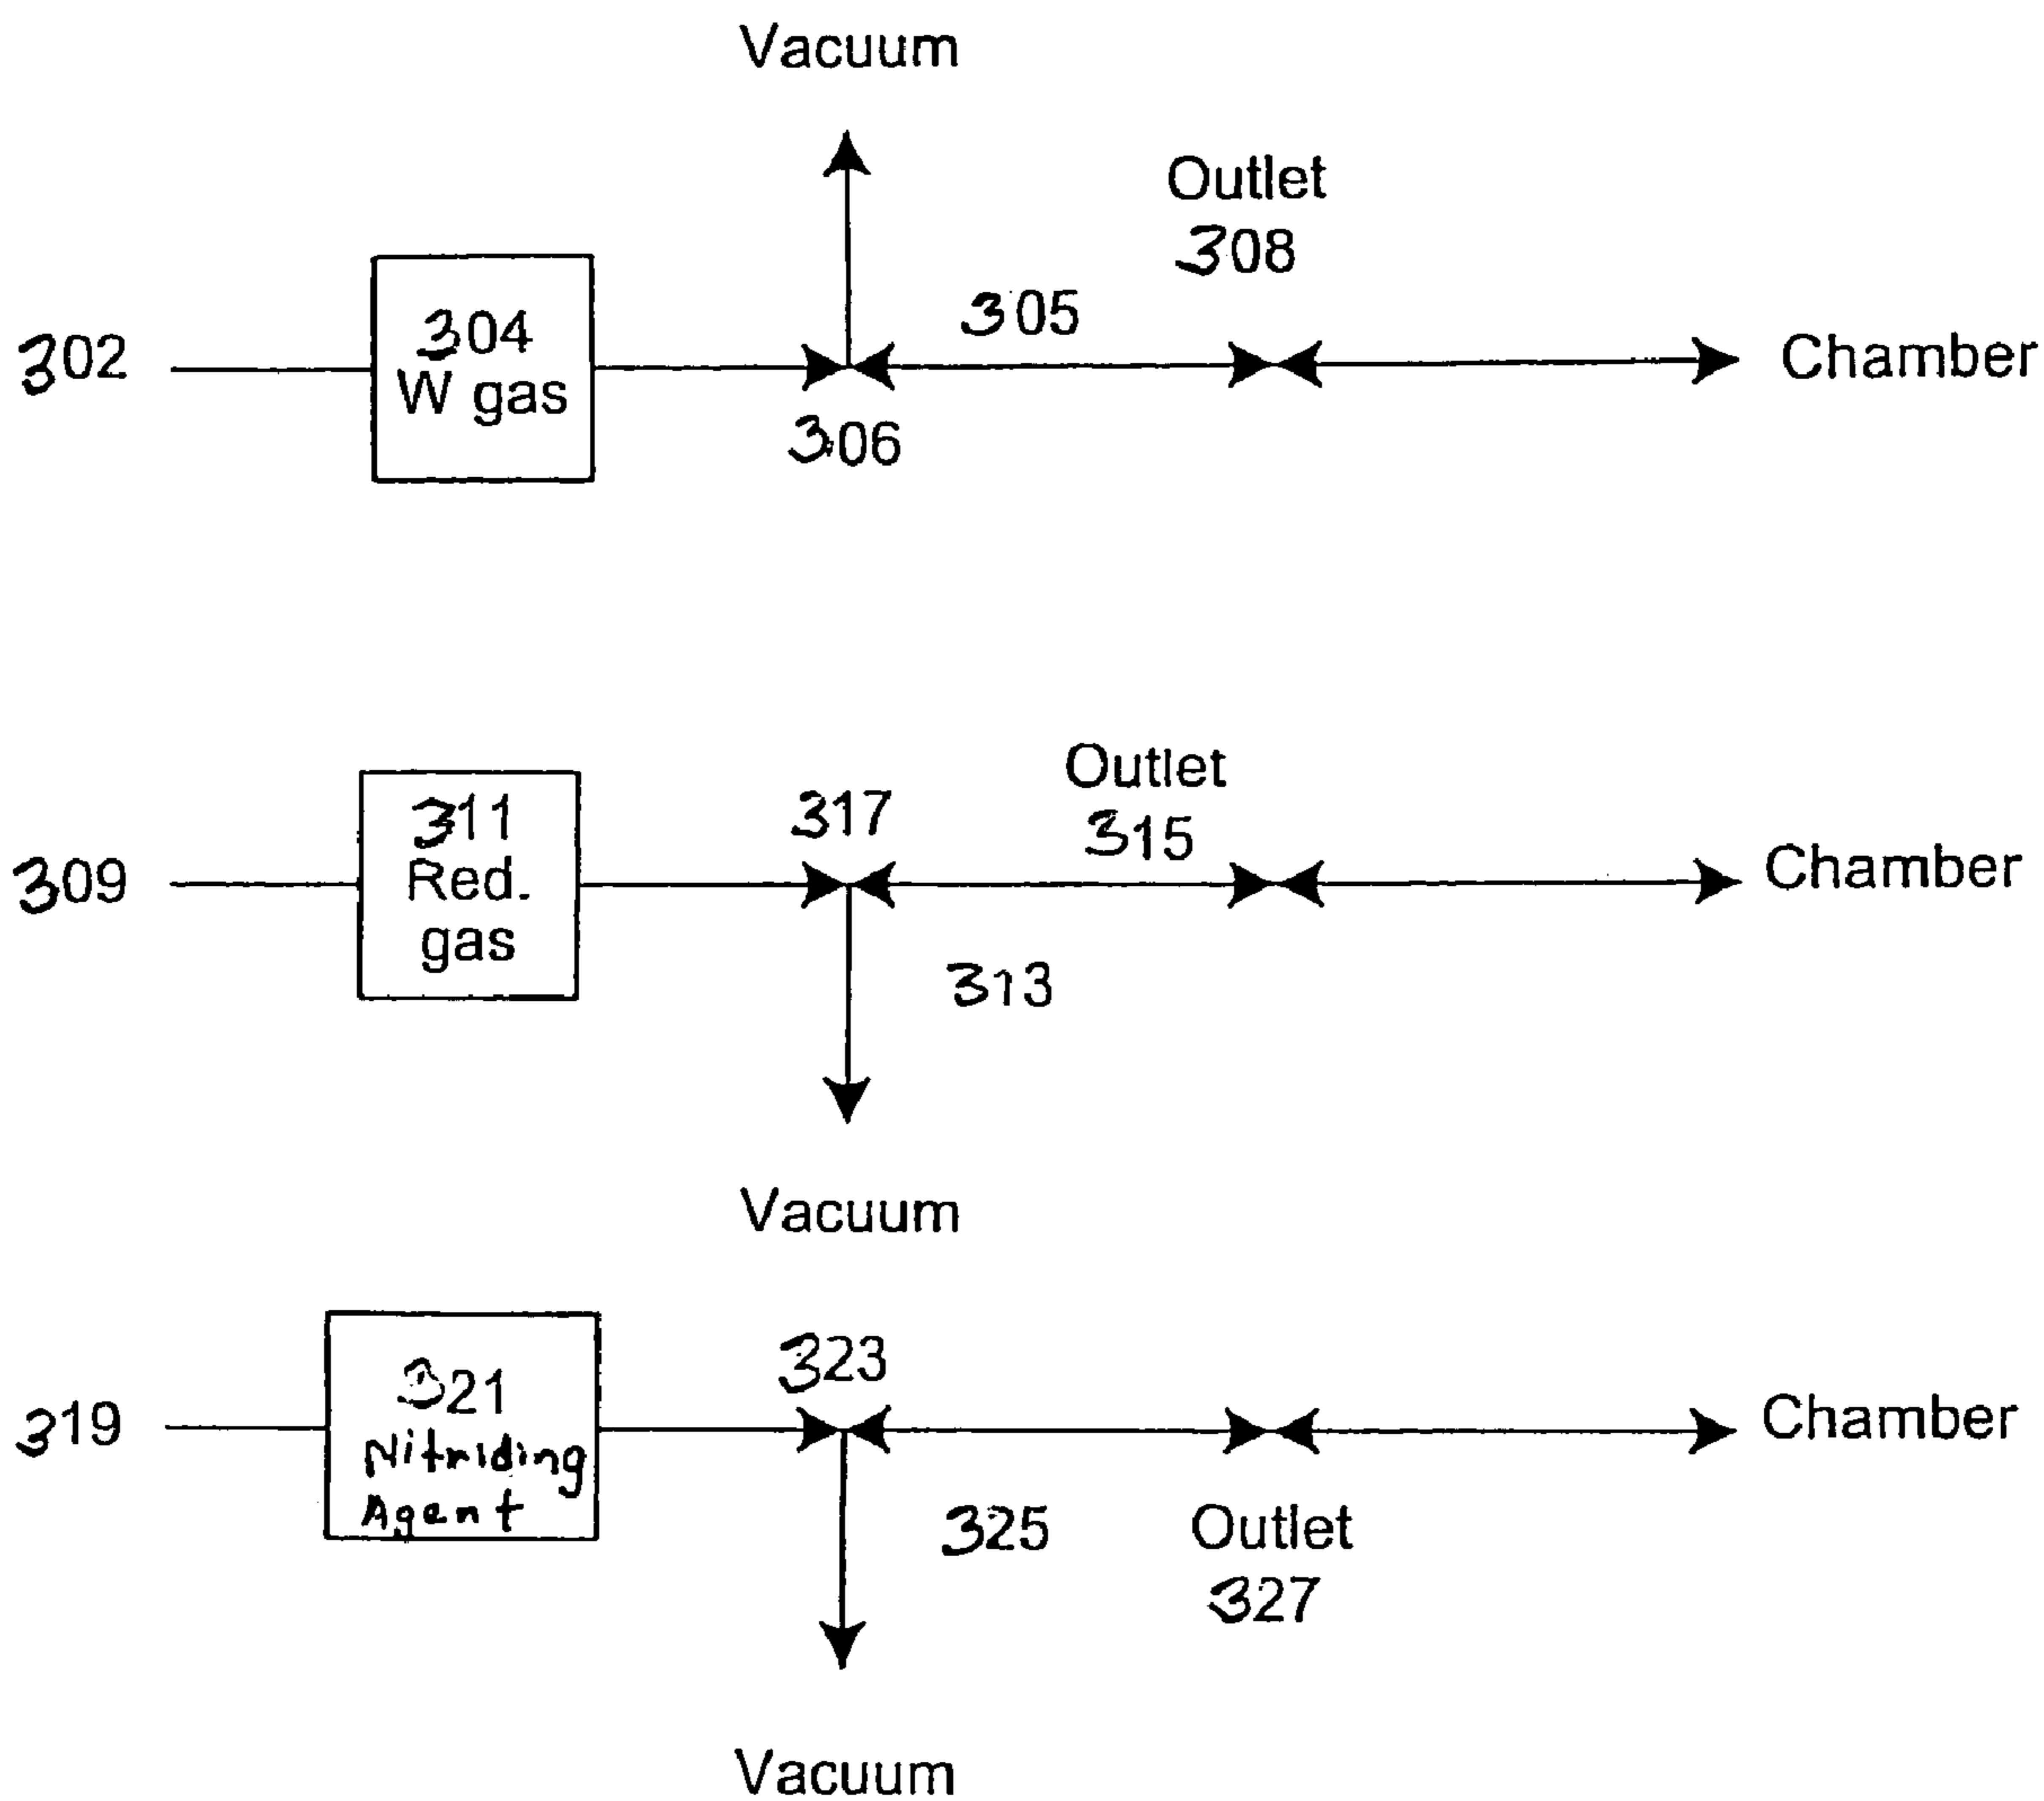 Vacuum
Outlet
308
305
302
304
W gas
Chamber
306
Outlet
315
317
309
311
Red.
gas
Chamber
313
Vacuum
323
319
321
Nitriding
Agent
Chamber
325
Outlet
327
Vacuum